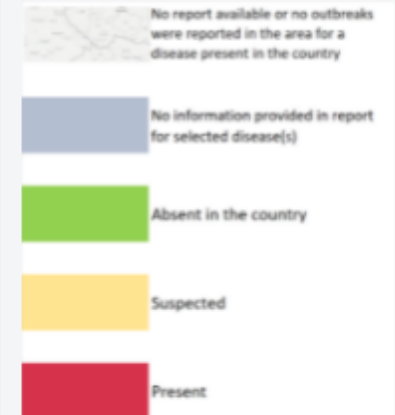 No report available or no outbreaks
were reported in the area for a
disease present in the country
No information provided in report
for selected disease(s)
Absent in the country
Suspected
Present